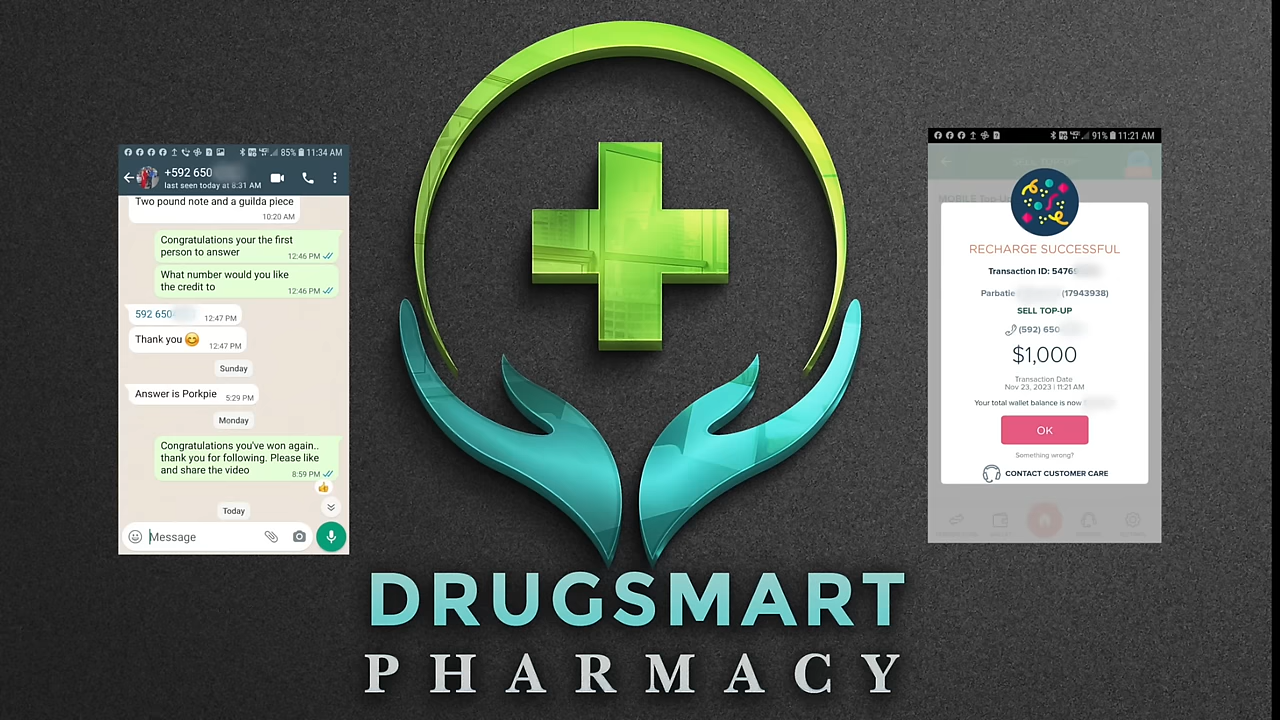 85% 11:34 AM
+592 650
last seen today at 8:31 AM
Two pound note and a guilda piece
10:20 AM
Congratulations your the first
person to answer
12:46 PM
What number would you like
the credit to
12:46 PM
592 650
12:47 PM
Thank you 😊
12:47 PM
Sunday
Answer is Porkpie
5:29 PM
Monday
Congratulations you've won again..
thank you for following. Please like
and share the video
8:59 PM
👍
Today
Message
DRUGSMART
PHARMACY
91% 11:21 AM
SELL TOP-UP
RECHARGE SUCCESSFUL
Transaction ID: 5476
Parbatie (17943938)
SELL TOP-UP
(592) 650
$1,000
Transaction Date
Nov 23, 2023 | 11:21 AM
Your total wallet balance is now
OK
Something wrong?
CONTACT CUSTOMER CARE